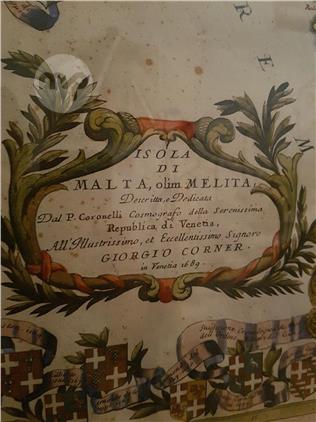 ISOLA
DI
MALTA, olim MELITA,
Descritta, e Dedicata
Dal P. Coronelli Cosmografo della Serenissima
Republica di Venetia,
All'Illustrissimo, et Eccellentissimo Signore
GIORGIO CORNER.
in Venetia 1689.
R E